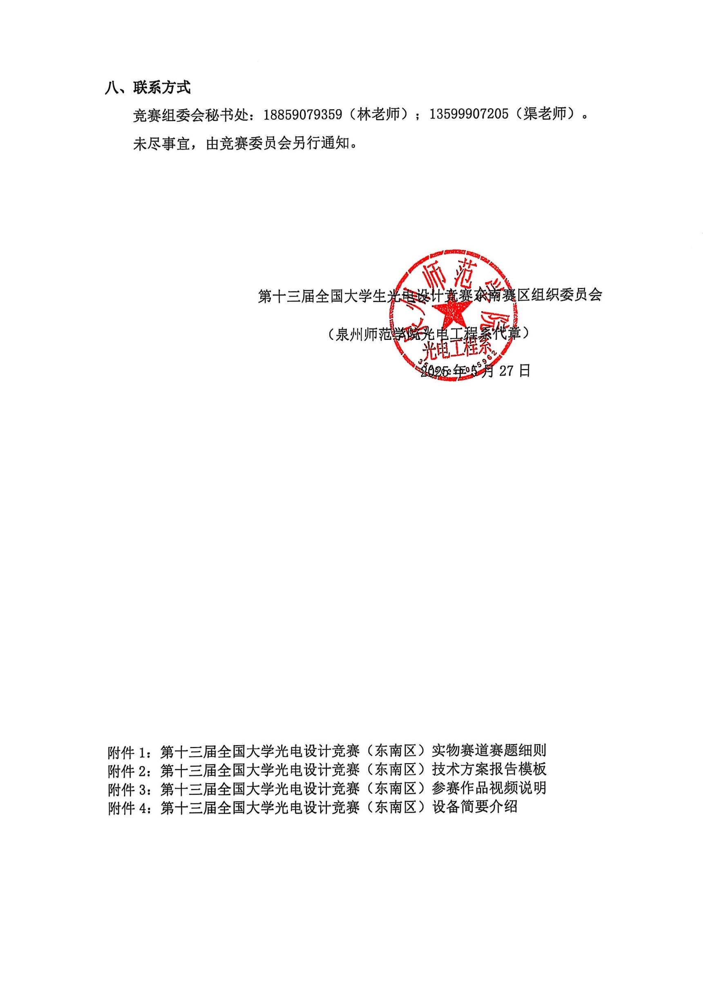 八、联系方式
竞赛组委会秘书处：18859079359（林老师）；13599907205（渠老师）。
未尽事宜，由竞赛委员会另行通知。
第十三届全国大学生光电设计竞赛东南赛区组织委员会
（泉州师范学院光电工程系代章）
2025年5月27日
泉州师范学院
光电工程系
附件1：第十三届全国大学光电设计竞赛（东南区）实物赛道赛题细则
附件2：第十三届全国大学光电设计竞赛（东南区）技术方案报告模板
附件3：第十三届全国大学光电设计竞赛（东南区）参赛作品视频说明
附件4：第十三届全国大学光电设计竞赛（东南区）设备简要介绍